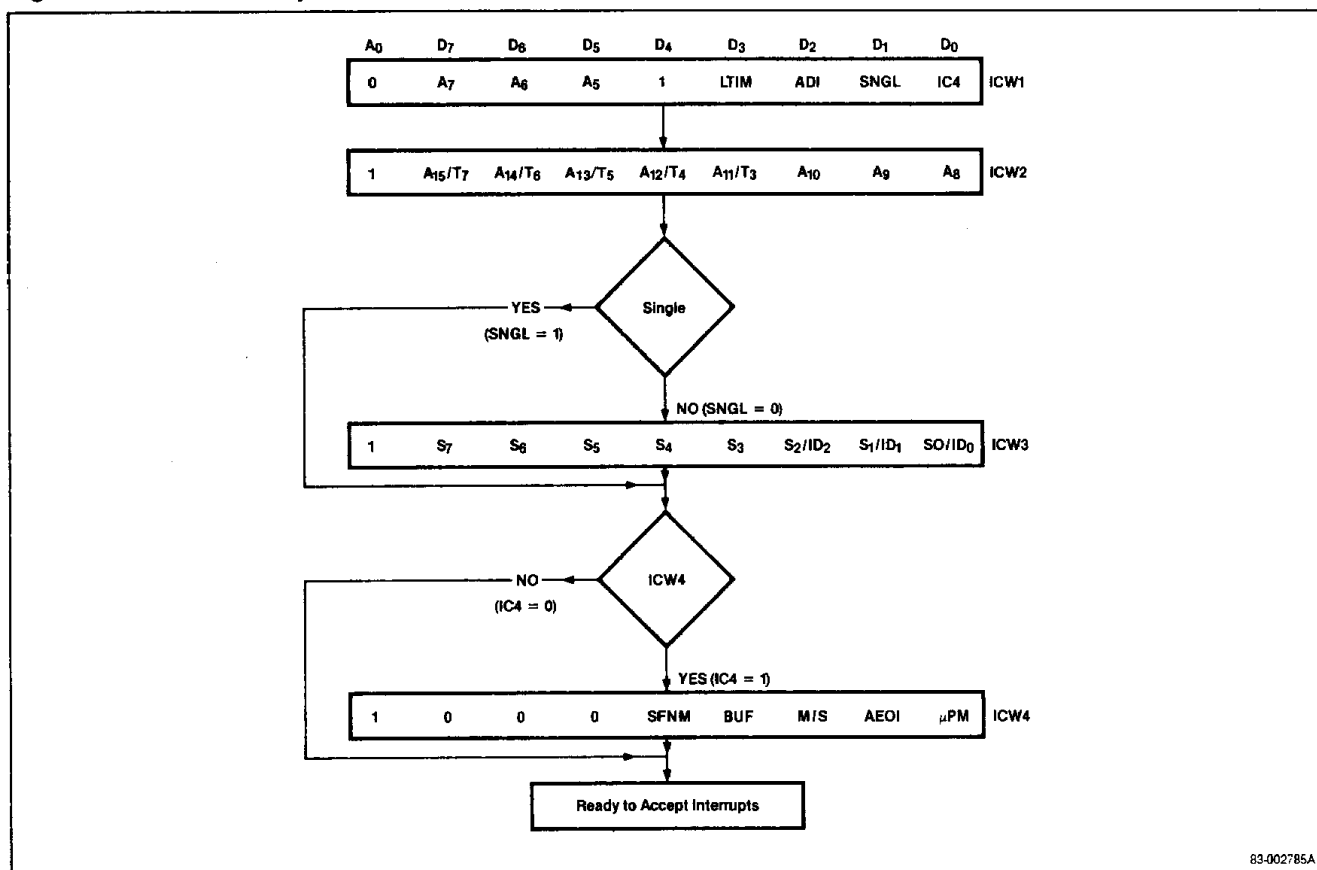 A0 D7 D6 D5 D4 D3 D2 D1 D0
0 A7 A6 A5 1 LTIM ADI SNGL IC4 ICW1
1 A15/T7 A14/T6 A13/T5 A12/T4 A11/T3 A10 A9 A8 ICW2
YES Single
(SNGL = 1)
NO (SNGL = 0)
1 S7 S6 S5 S4 S3 S2/ID2 S1/ID1 SO/ID0 ICW3
NO ICW4
(IC4 = 0)
YES (IC4 = 1)
1 0 0 0 SFNM BUF M/S AEOI μPM ICW4
Ready to Accept Interrupts
83-002785A